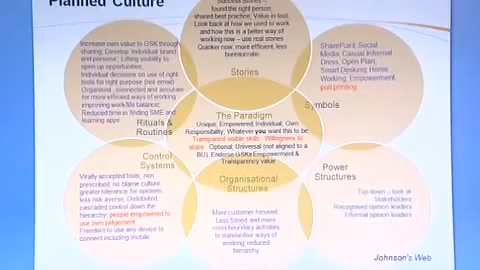 Planned Culture
Success Stories –
found the right person;
shared best practice; Value in tool,
Look back at how we used to work
and how this is a better way of
working now – use real stories
Quicker now, more efficient, less
bureaucratic
Stories
Increase own value to GSK through
sharing; Develop 'individual brand
and persona'; Lifting visibility to
open up opportunities;
Individual decisions on use of right
tools for right purpose (not email)
Organised, connected and accurate
for more efficient ways of working
improving work/life balance;
Reduced time in finding SME and
learning apps
Rituals &
Routines
SharePoint, Social
Media, Casual Informal
Dress, Open Plan,
Smart Desking, Home
Working; Empowerment,
pull printing
Symbols
The Paradigm
Unique; Empowered, Individual, Own
Responsibility; Whatever you want this to be
Transparent visible skills. Willingness to
share. Optional; Universal (not aligned to a
BU). Endorse GSKs Empowerment &
Transparency value
Control
Systems
Virally accepted tools; non
prescribed; no blame culture;
greater tolerance for opinion,
less risk averse; Distributed,
cascaded control down the
hierarchy; people empowered to
use own judgement.
Freedom to use any device to
connect including mobile
Organisational
Structures
More customer focused,
Less Siloed, and more
cross boundary activities
to standardise ways of
working; reduced
hierarchy
Power
Structures
Top down – look at
Stakeholders
Recognised opinion leaders
Informal opinion leaders
Johnson's Web